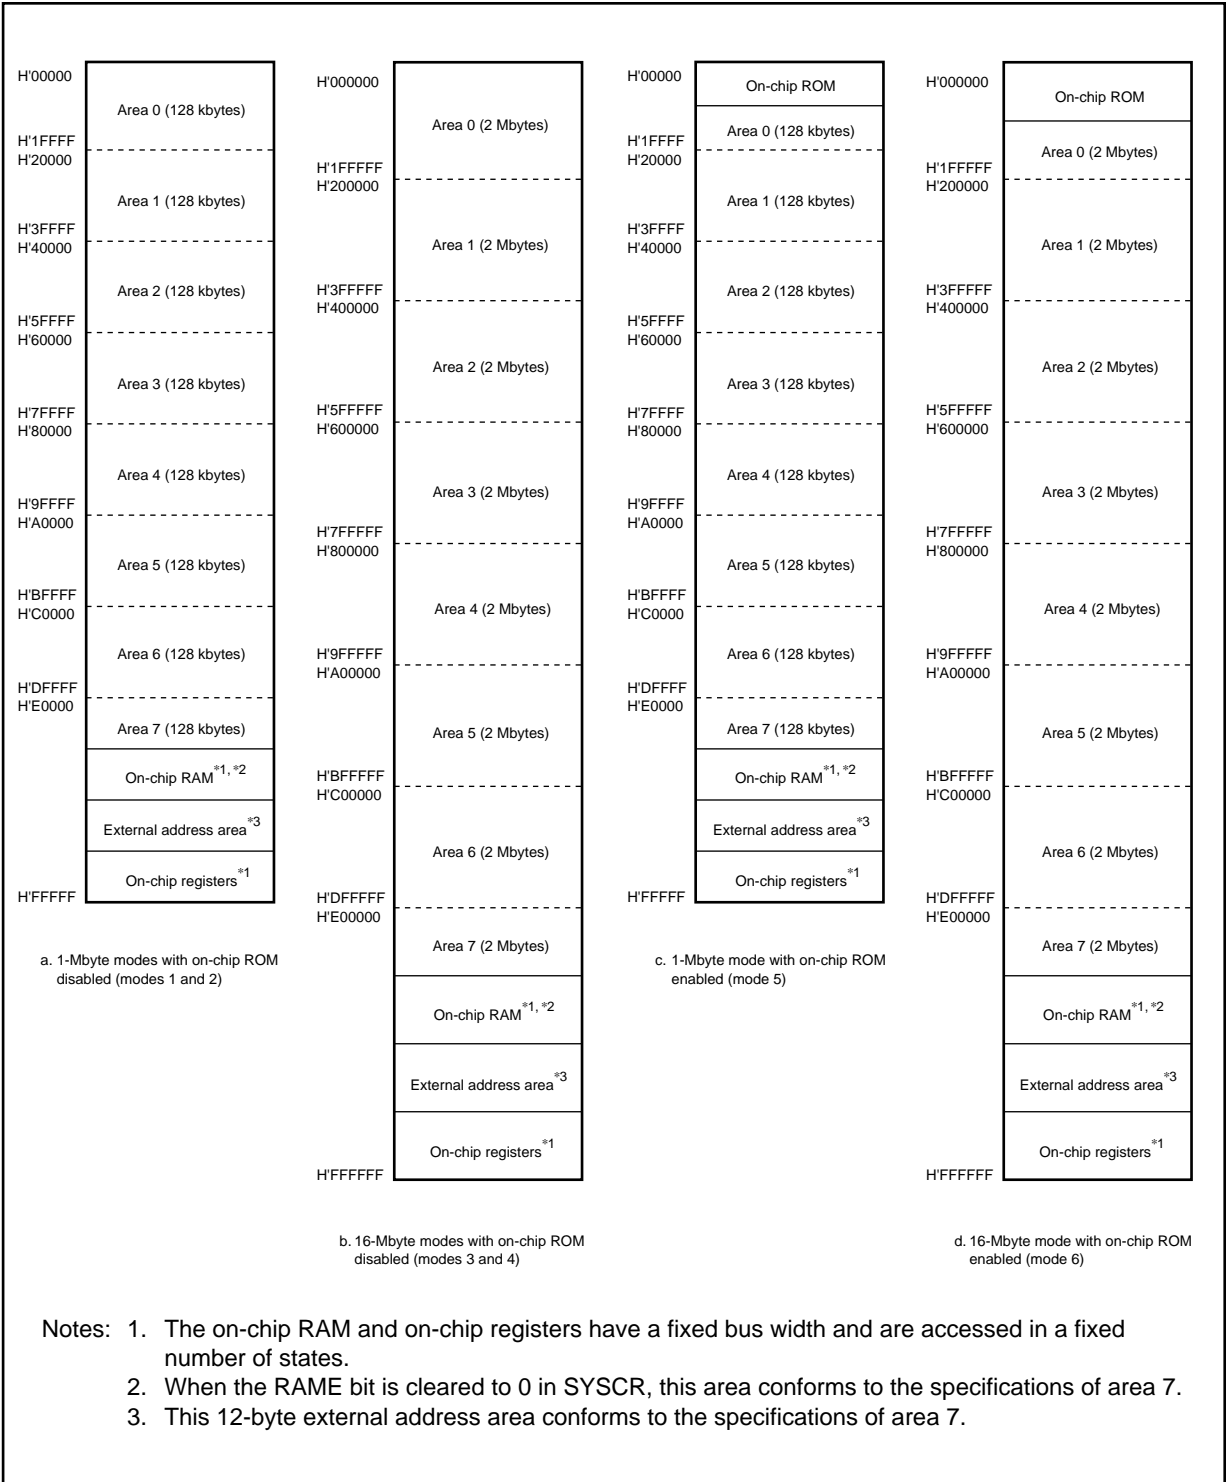 H'00000
Area 0 (128 kbytes)
H'1FFFF
H'20000
Area 1 (128 kbytes)
H'3FFFF
H'40000
Area 2 (128 kbytes)
H'5FFFF
H'60000
Area 3 (128 kbytes)
H'7FFFF
H'80000
Area 4 (128 kbytes)
H'9FFFF
H'A0000
Area 5 (128 kbytes)
H'BFFFF
H'C0000
Area 6 (128 kbytes)
H'DFFFF
H'E0000
Area 7 (128 kbytes)
On-chip RAM*1, *2
External address area*3
On-chip registers*1
H'FFFFF
a. 1-Mbyte modes with on-chip ROM
disabled (modes 1 and 2)
H'000000
Area 0 (2 Mbytes)
H'1FFFFF
H'200000
Area 1 (2 Mbytes)
H'3FFFFF
H'400000
Area 2 (2 Mbytes)
H'5FFFFF
H'600000
Area 3 (2 Mbytes)
H'7FFFFF
H'800000
Area 4 (2 Mbytes)
H'9FFFFF
H'A00000
Area 5 (2 Mbytes)
H'BFFFFF
H'C00000
Area 6 (2 Mbytes)
H'DFFFFF
H'E00000
Area 7 (2 Mbytes)
On-chip RAM*1, *2
External address area*3
On-chip registers*1
H'FFFFFF
b. 16-Mbyte modes with on-chip ROM
disabled (modes 3 and 4)
H'00000
On-chip ROM
Area 0 (128 kbytes)
H'1FFFF
H'20000
Area 1 (128 kbytes)
H'3FFFF
H'40000
Area 2 (128 kbytes)
H'5FFFF
H'60000
Area 3 (128 kbytes)
H'7FFFF
H'80000
Area 4 (128 kbytes)
H'9FFFF
H'A0000
Area 5 (128 kbytes)
H'BFFFF
H'C0000
Area 6 (128 kbytes)
H'DFFFF
H'E0000
Area 7 (128 kbytes)
On-chip RAM*1, *2
External address area*3
On-chip registers*1
H'FFFFF
c. 1-Mbyte mode with on-chip ROM
enabled (mode 5)
H'000000
On-chip ROM
Area 0 (2 Mbytes)
H'1FFFFF
H'200000
Area 1 (2 Mbytes)
H'3FFFFF
H'400000
Area 2 (2 Mbytes)
H'5FFFFF
H'600000
Area 3 (2 Mbytes)
H'7FFFFF
H'800000
Area 4 (2 Mbytes)
H'9FFFFF
H'A00000
Area 5 (2 Mbytes)
H'BFFFFF
H'C00000
Area 6 (2 Mbytes)
H'DFFFFF
H'E00000
Area 7 (2 Mbytes)
On-chip RAM*1, *2
External address area*3
On-chip registers*1
H'FFFFFF
d. 16-Mbyte mode with on-chip ROM
enabled (mode 6)
Notes: 1. The on-chip RAM and on-chip registers have a fixed bus width and are accessed in a fixed
number of states.
2. When the RAME bit is cleared to 0 in SYSCR, this area conforms to the specifications of area 7.
3. This 12-byte external address area conforms to the specifications of area 7.